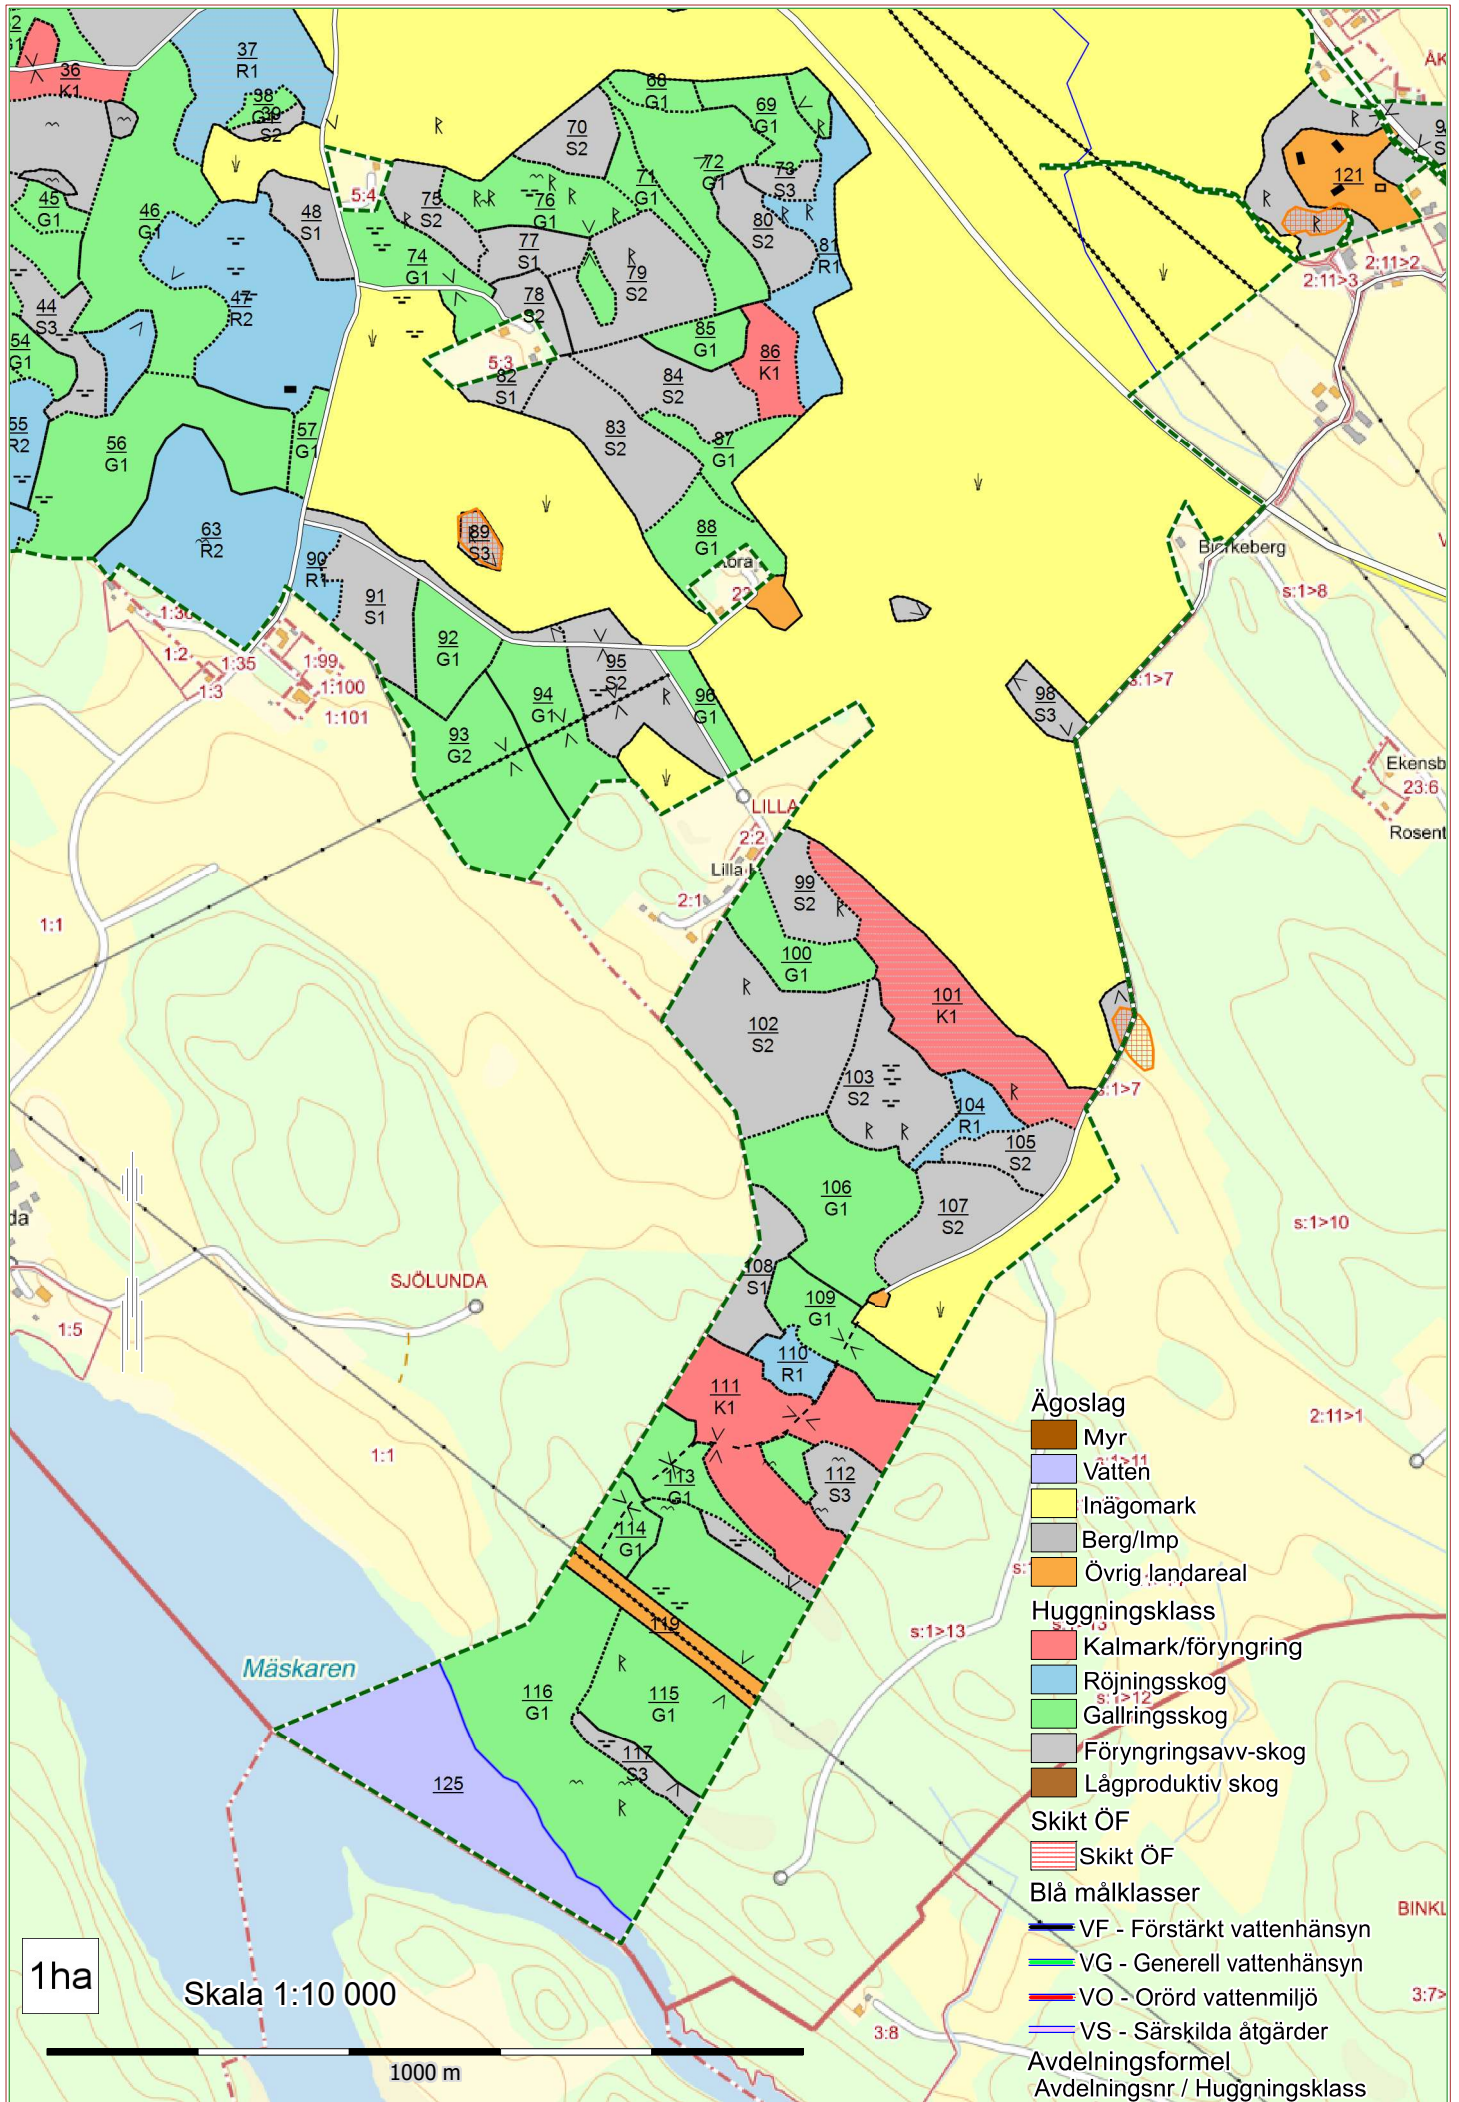 37
R1
36
K1
38
39
S2
45
G1
46
G1
48
S1
47
R2
44
S3
54
G1
55
R2
56
G1
57
G1
63
R2
5:4
75
S2
74
G1
76
G1
77
S1
78
S2
5:3
70
S2
68
G1
69
G1
71
G1
72
G1
73
S3
80
S2
81
R1
79
S2
85
G1
86
K1
82
S1
84
S2
83
S2
87
G1
88
G1
89
S3
90
R1
91
S1
92
G1
93
G2
94
G1
95
S2
96
G1
98
S3
121
2:11>3
2:11>2
Bjorkeberg
s:1>8
s:1>7
Ekensb
23:6
Rosent
1:2
1:3
1:35
1:99
1:100
1:101
LILLA
2:2
Lilla
2:1
1:1
99
S2
100
G1
101
K1
102
S2
103
S2
104
R1
105
S2
106
G1
107
S2
108
S1
109
G1
110
R1
111
K1
112
S3
113
G1
114
G1
119
115
G1
116
G1
117
S3
125
s:1>7
s:1>10
da
SJÖLUNDA
1:5
1:1
2:11>1
s:1>13
s:1>12
Mäskaren
BINKL
3:7>
3:8
1ha
Skala 1:10 000
1000 m
Ägoslag
Myr
Vatten
Inägomark
Berg/Imp
Övrig landareal
Huggningsklass
Kalmark/föryngring
Röjningsskog
Gallringsskog
Föryngringsavv-skog
Lågproduktiv skog
Skikt ÖF
Skikt ÖF
Blå målklasser
VF - Förstärkt vattenhänsyn
VG - Generell vattenhänsyn
VO - Orörd vattenmiljö
VS - Särskilda åtgärder
Avdelningsformel
Avdelningsnr / Huggningsklass